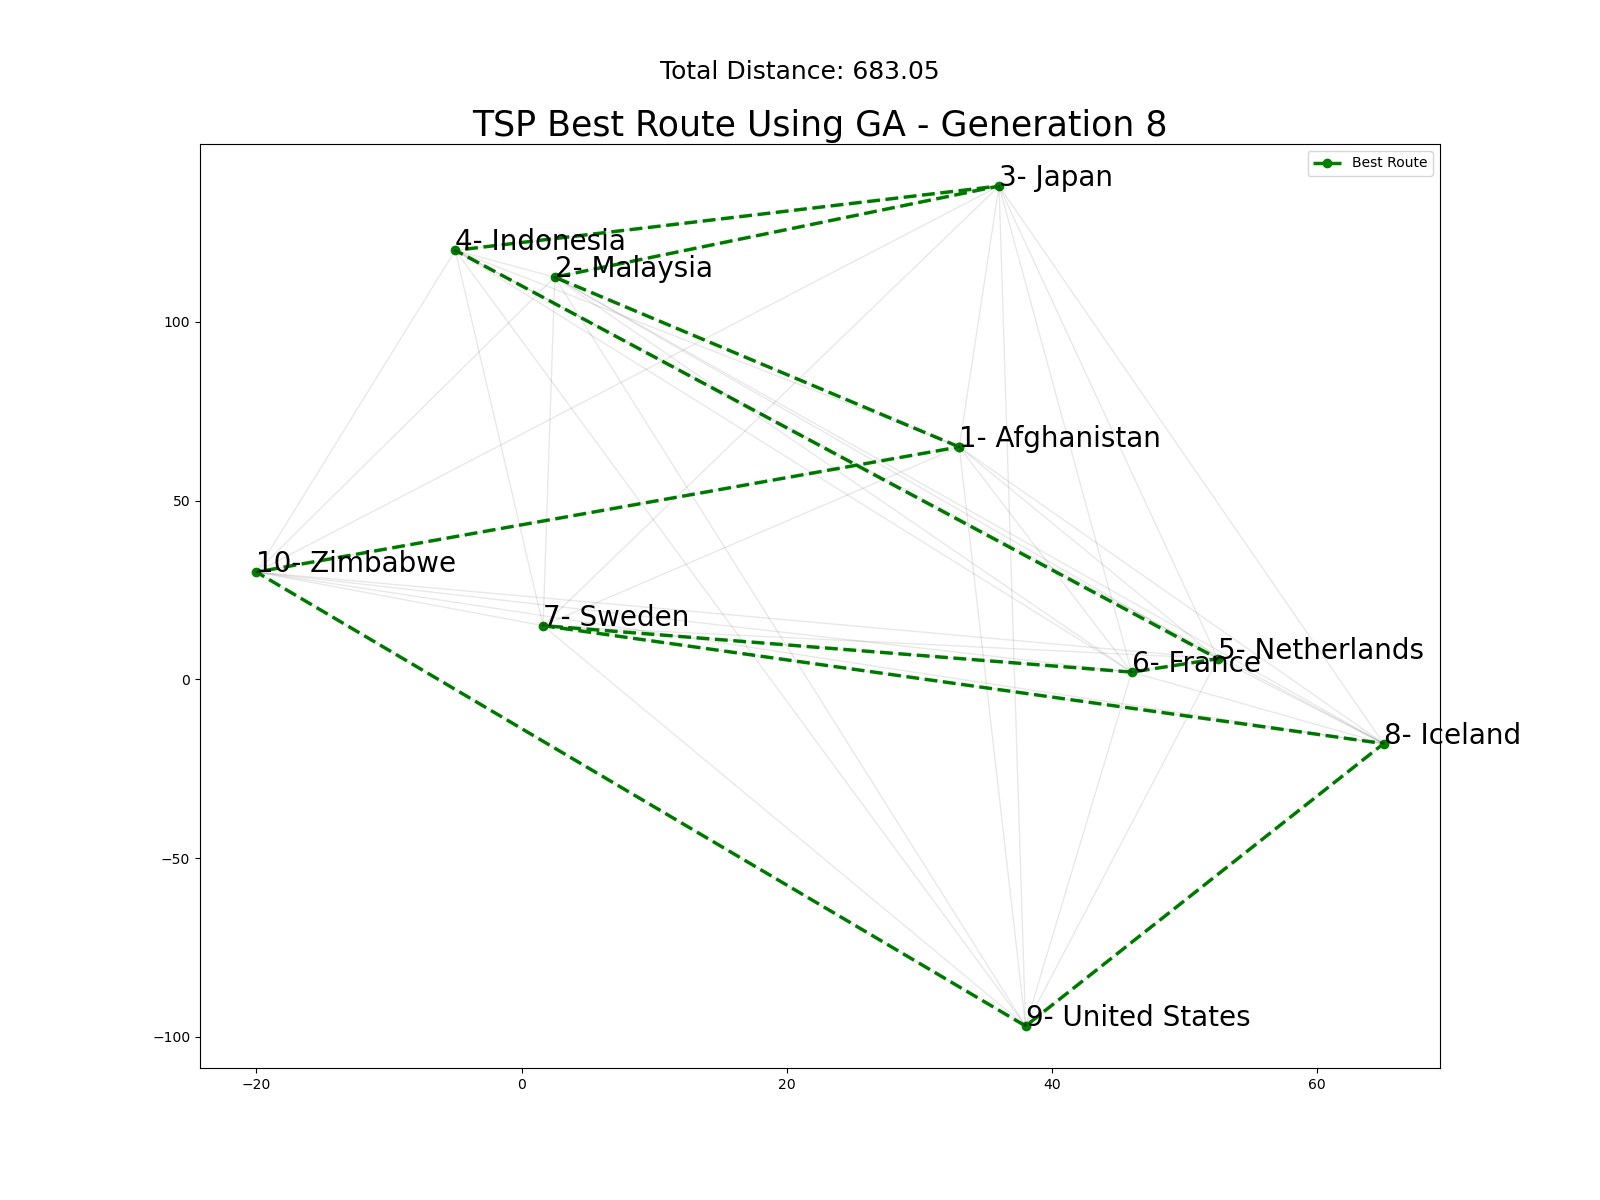 Total Distance: 683.05
TSP Best Route Using GA - Generation 8
Best Route
3- Japan
4- Indonesia
2- Malaysia
100
1- Afghanistan
50
10- Zimbabwe
7- Sweden
5- Netherlands
6- France
0
8- Iceland
−50
9- United States
−100
−20 0 20 40 60